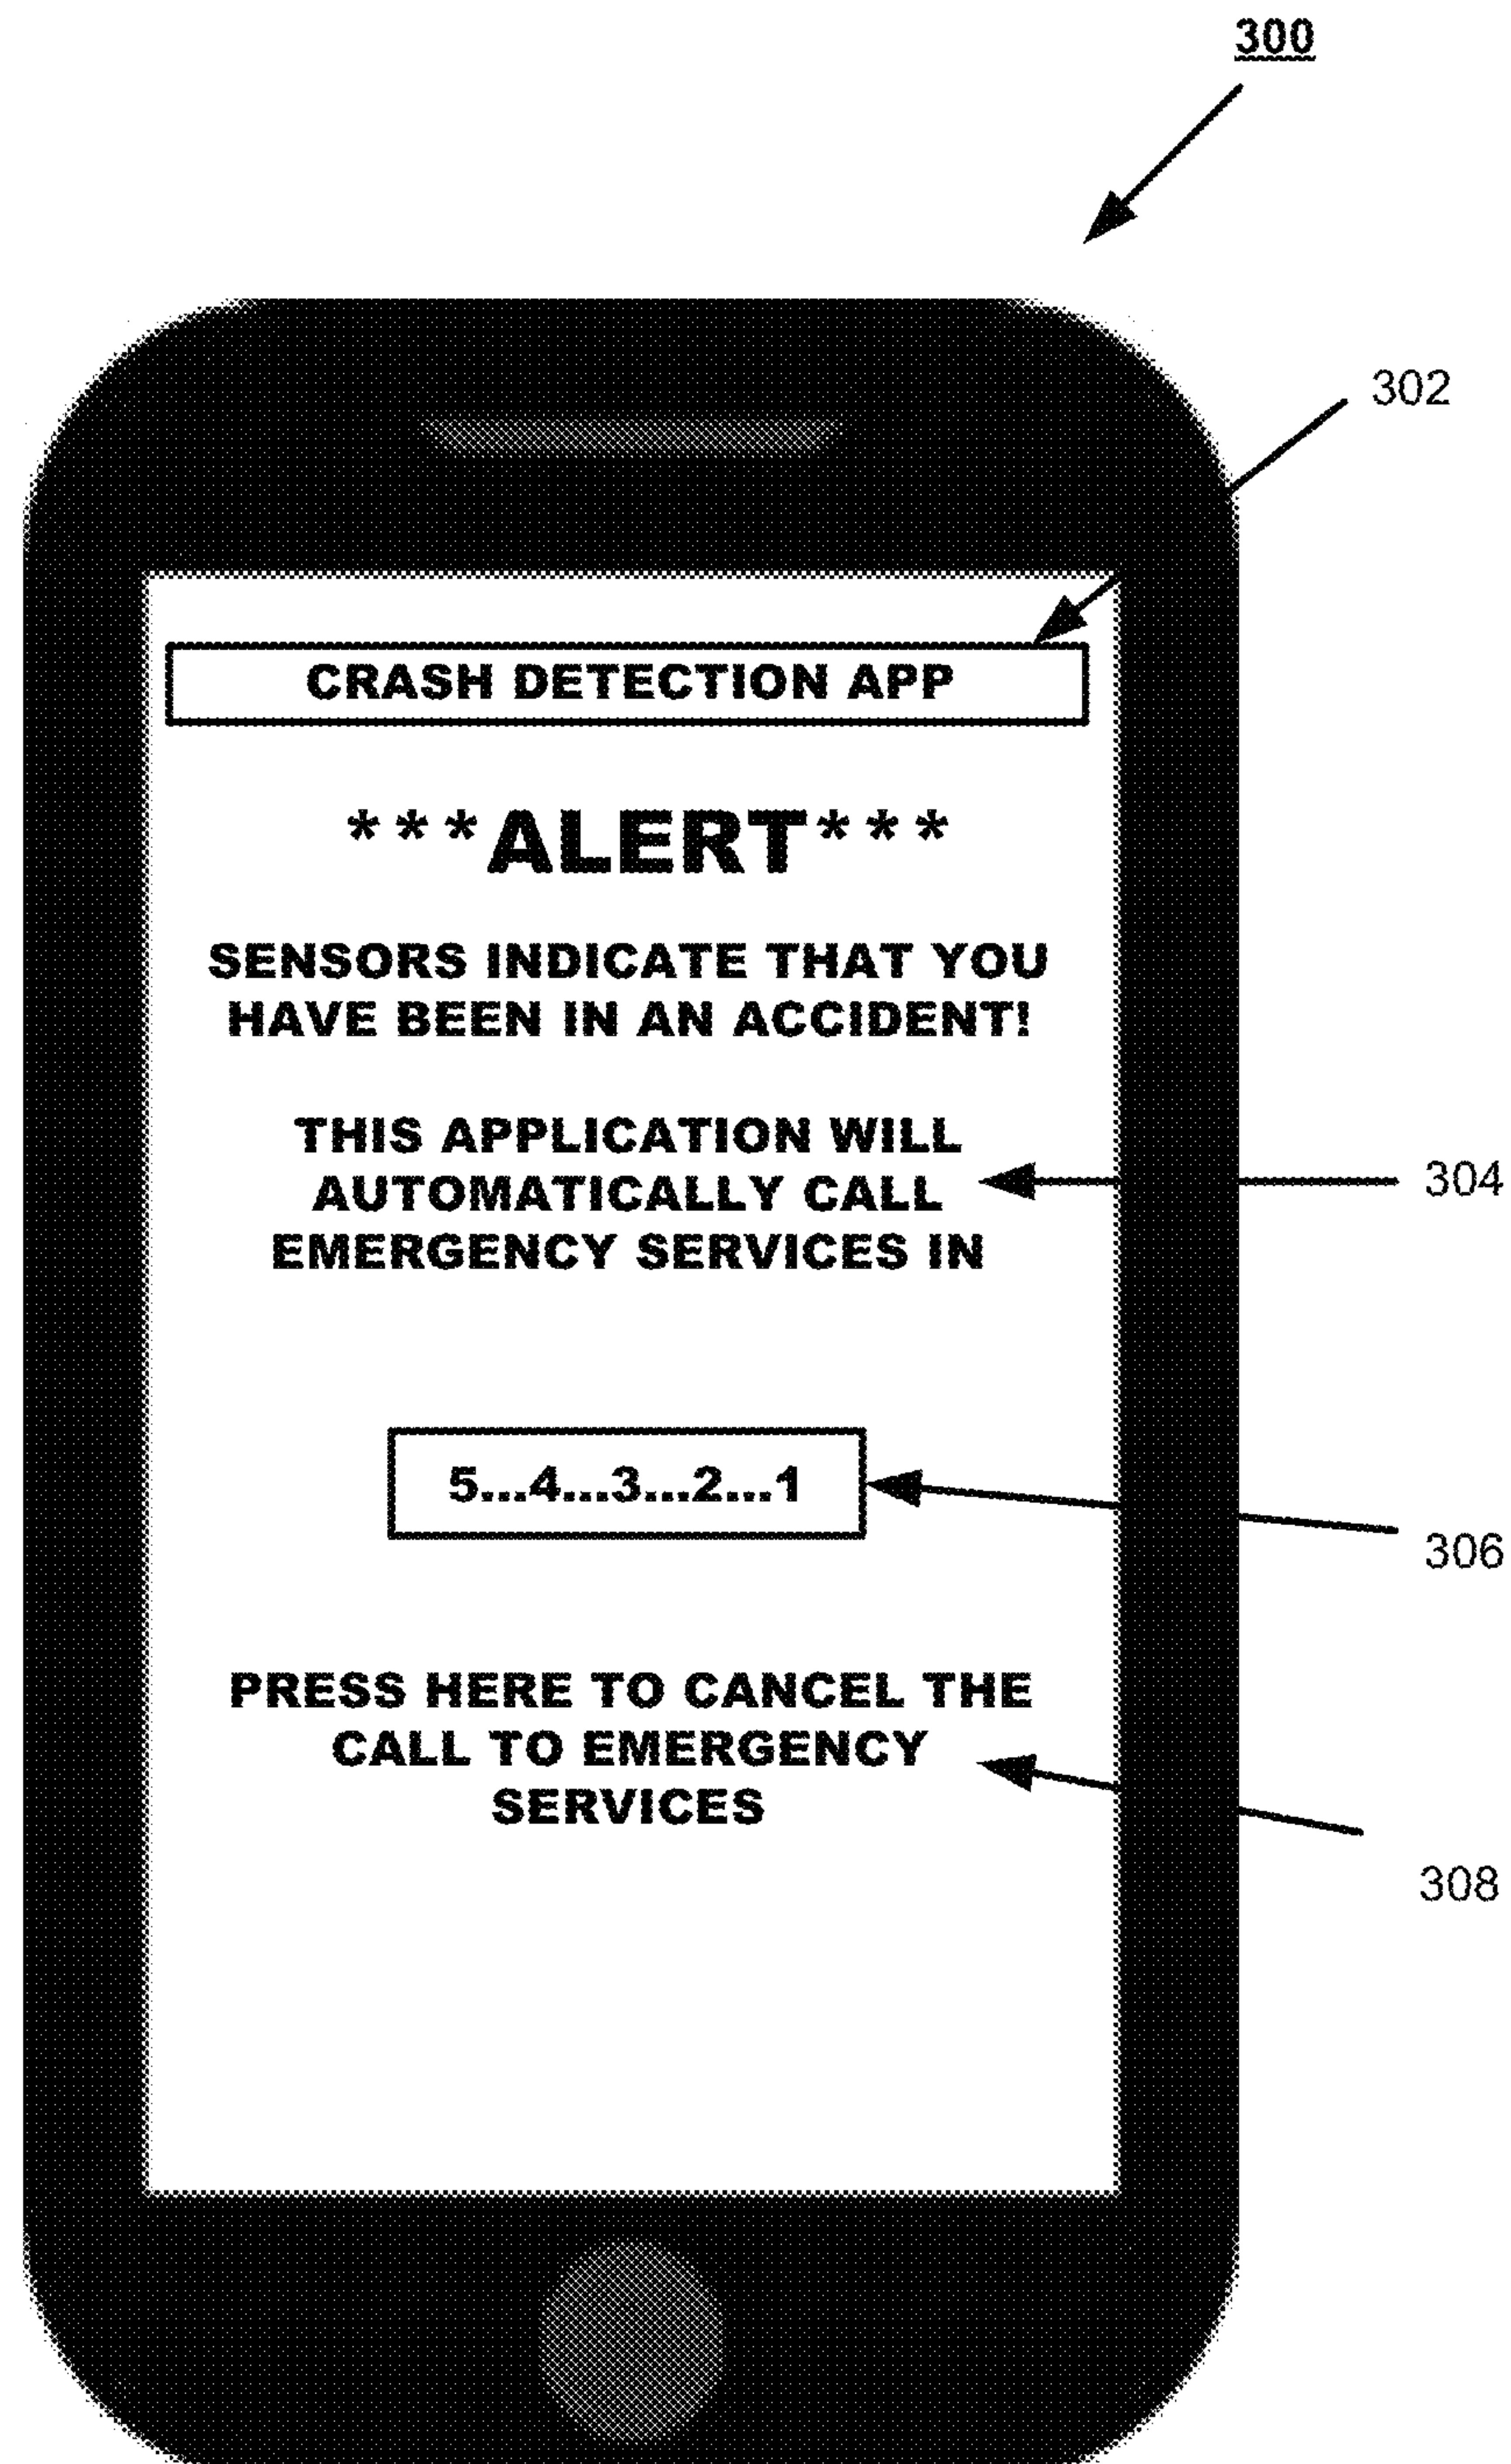 300
302
CRASH DETECTION APP
***ALERT***
SENSORS INDICATE THAT YOU
HAVE BEEN IN AN ACCIDENT!
THIS APPLICATION WILL
AUTOMATICALLY CALL
EMERGENCY SERVICES IN
304
5...4...3...2...1
306
PRESS HERE TO CANCEL THE
CALL TO EMERGENCY
SERVICES
308